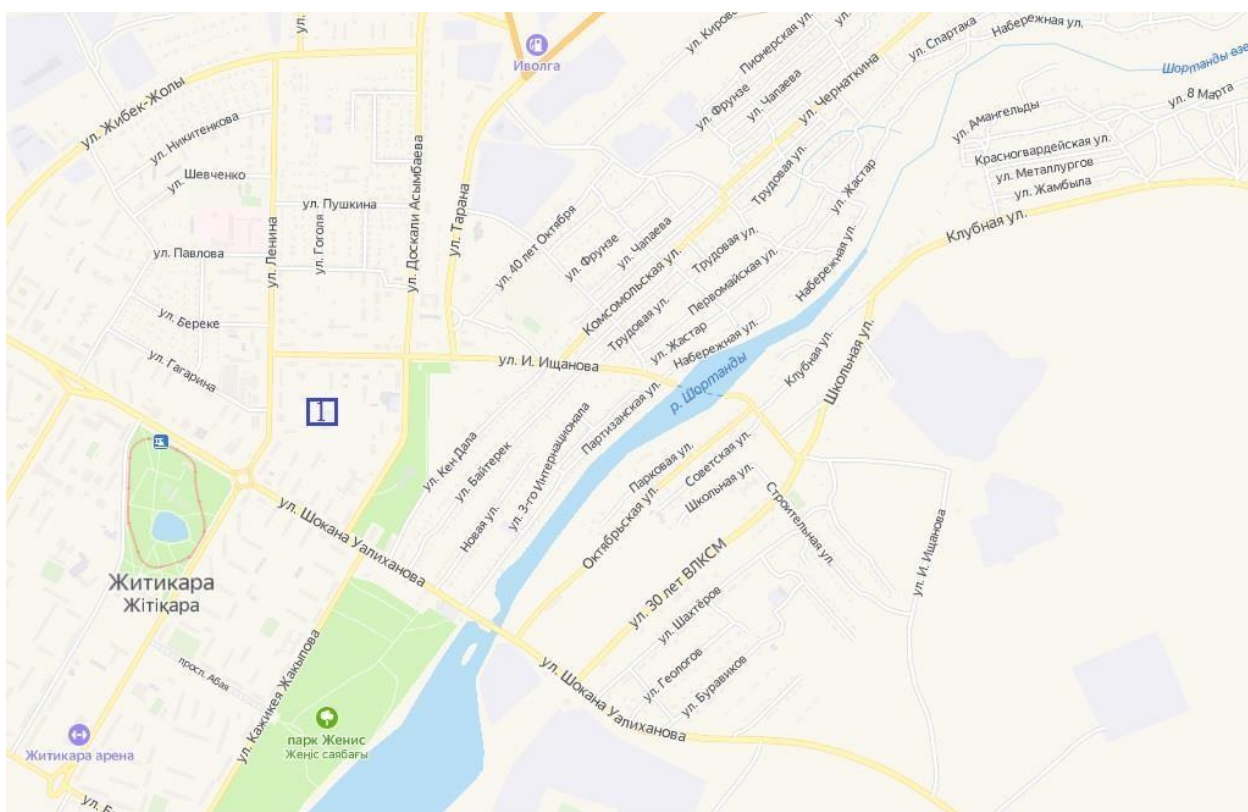 ул.
Иволга
ул. Жибек-Жолы
ул. Никитенкова
ул. Шевченко
ул. Пушкина
ул. Гоголя
ул. Павлова
ул. Ленина
ул. Доскали Асымбаева
ул. Тарана
ул. Береке
ул. Гагарина
ул. Кирова
Пионерская ул.
ул. Фрунзе
ул. Чапаева
ул. Чернаткина
ул. Спартака
Набережная ул.
Шортанды өзе
ул. Амангельды
ул. 8 Марта
Красногвардейская ул.
ул. Металлургов
ул. Жамбыла
Клубная ул.
Трудовая ул.
ул. Жастар
ул. 40 лет Октября
ул. Фрунзе
ул. Чапаева
Комсомольская ул.
Трудовая ул.
Первомайская ул.
Набережная ул.
Трудовая ул.
ул. Жастар
Набережная ул.
ул. И. Ищанова
р. Шортанды
Клубная ул.
Школьная ул.
1
Партизанская ул.
ул. 3-го Интернационала
ул. Кен Дала
ул. Байтерек
Новая ул.
ул. Шокана Уалиханова
Парковая ул.
Советская ул.
Школьная ул.
Октябрьская ул.
Строительная ул.
ул. И. Ищанова
ул. 30 лет ВЛКСМ
ул. Шахтёров
ул. Геологов
ул. Буравиков
ул. Шокана Уалиханова
Житикара
Жітіқара
просп. Абая
ул. Кажикея Жакыпова
парк Женис
Жеңіс саябағы
Житикара арена